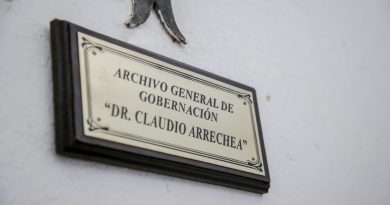 ARCHIVO GENERAL DE
GOBERNACIÓN
"DR. CLAUDIO ARRECHEA"